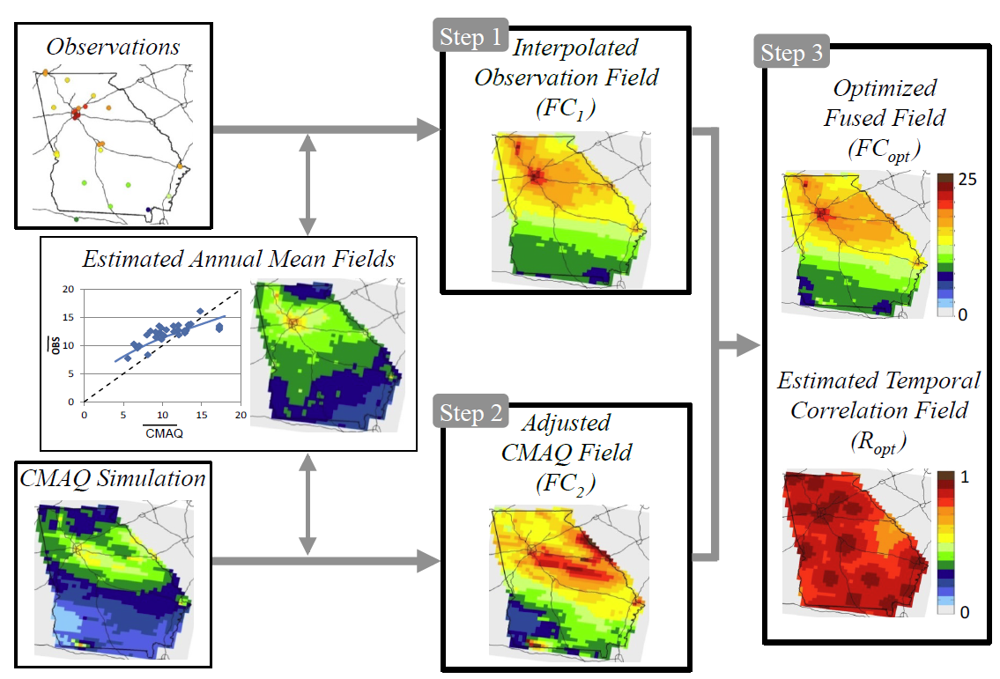 Observations
Step 1
Interpolated
Observation Field
(FC1)
Step 3
Optimized
Fused Field
(FCopt)
25
0
Estimated Annual Mean Fields
20
15
10
5
0
OBS
0
5
10
15
20
CMAQ
Step 2
Adjusted
CMAQ Field
(FC2)
CMAQ Simulation
Estimated Temporal
Correlation Field
(Ropt)
1
0